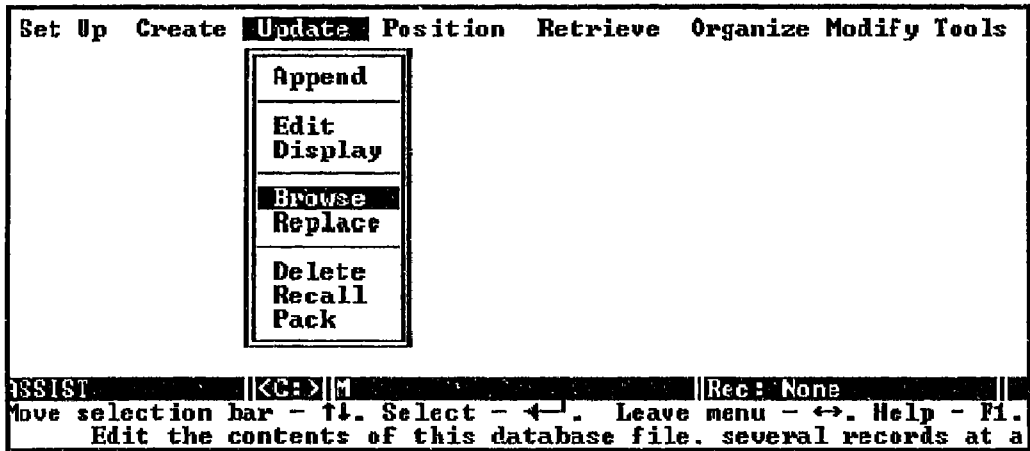 Set Up Create Update Position Retrieve Organize Modify Tools
Append
Edit
Display
Browse
Replace
Delete
Recall
Pack
ASSIST <C:> M Rec: None
Move selection bar - ↑↓. Select - ←┘. Leave menu - ↔. Help - F1.
Edit the contents of this database file. several records at a